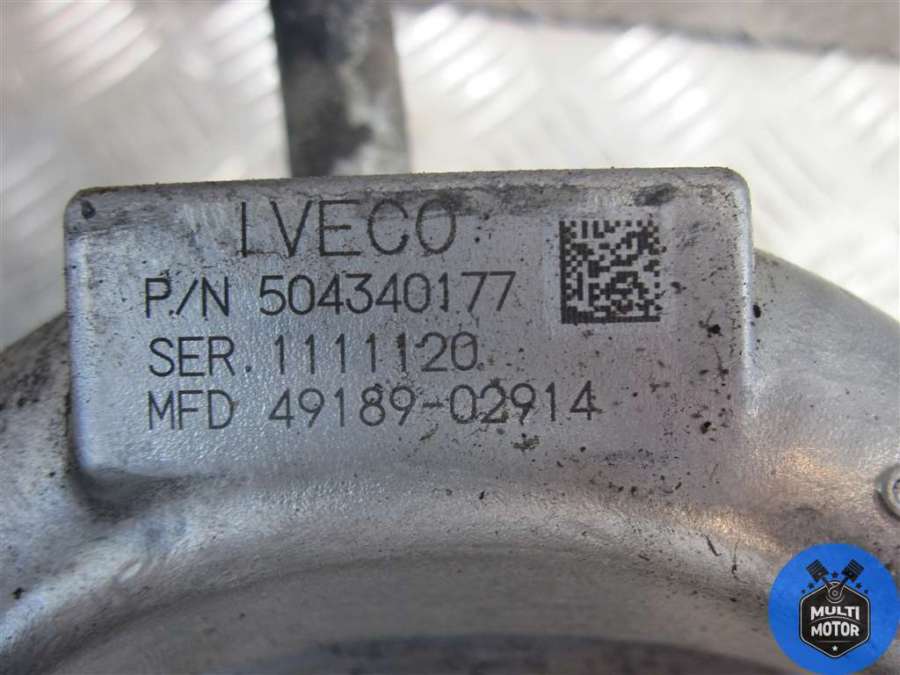 LVECO
P/N 504340177
SER. 1111120
MFD 49189-02914
MULTI
MOTOR